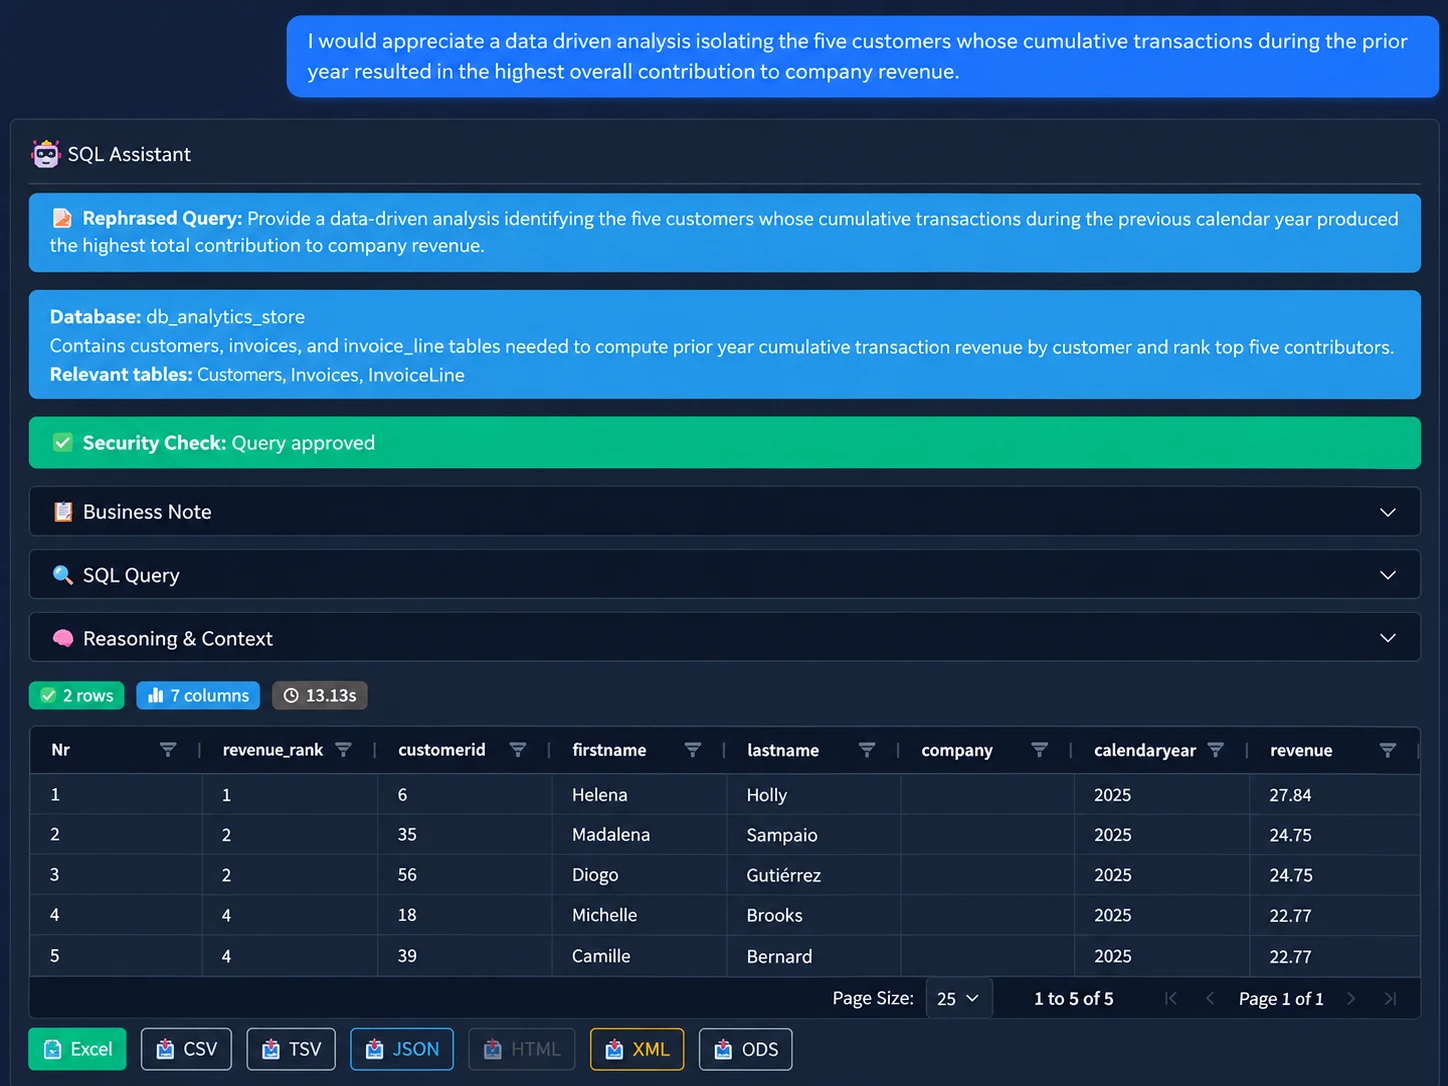 I would appreciate a data driven analysis isolating the five customers whose cumulative transactions during the prior
year resulted in the highest overall contribution to company revenue.
SQL Assistant
Rephrased Query: Provide a data-driven analysis identifying the five customers whose cumulative transactions during the previous calendar year produced
the highest total contribution to company revenue.
Database: db_analytics_store
Contains customers, invoices, and invoice_line tables needed to compute prior year cumulative transaction revenue by customer and rank top five contributors.
Relevant tables: Customers, Invoices, InvoiceLine
Security Check: Query approved
Business Note
SQL Query
Reasoning & Context
2 rows 7 columns 13.13s
Nr revenue_rank customerid firstname lastname company calendaryear revenue
1 1 6 Helena Holly 2025 27.84
2 2 35 Madalena Sampaio 2025 24.75
3 2 56 Diogo Gutiérrez 2025 24.75
4 4 18 Michelle Brooks 2025 22.77
5 4 39 Camille Bernard 2025 22.77
Page Size: 25 1 to 5 of 5 Page 1 of 1
Excel CSV TSV JSON HTML XML ODS